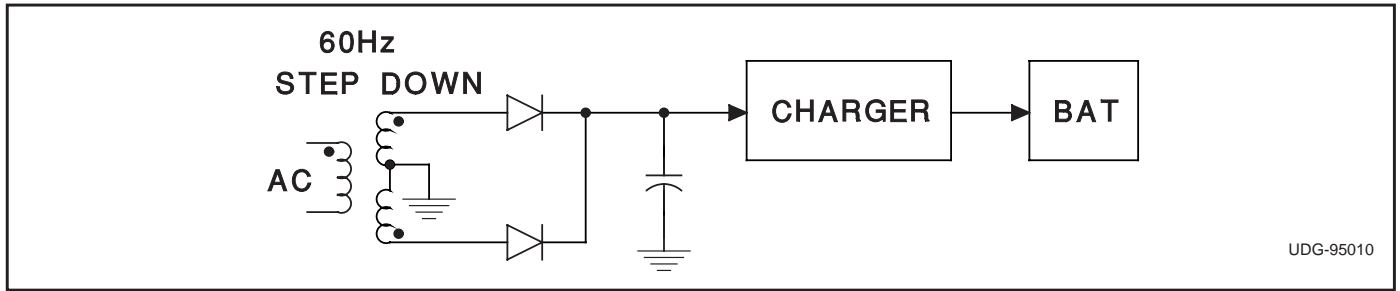 60Hz
STEP DOWN
AC
CHARGER
BAT
UDG-95010